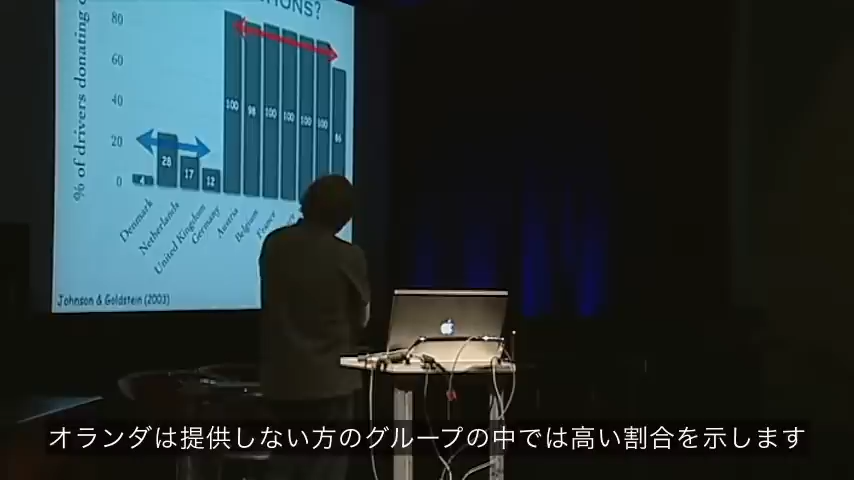 80
60
40
20
0
% of drivers donating
100
98
100
100
100
100
86
4
28
17
12
Denmark
Netherlands
United Kingdom
Germany
Austria
Belgium
France
Johnson & Goldstein (2003)
オランダは提供しない方のグループの中では高い割合を示します